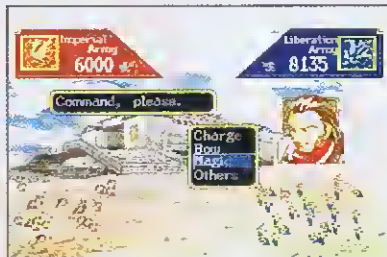 Imperial
Army
6000
Liberation
Army
8135
Command, please.
Charge
Bow
Magic
Others